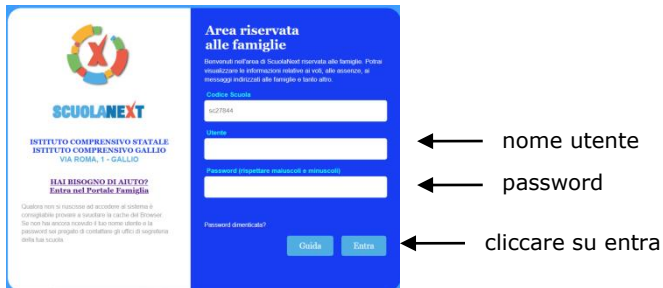 SCUOLANEXT
ISTITUTO COMPRENSIVO STATALE
ISTITUTO COMPRENSIVO GALLIO
VIA ROMA, 1 - GALLIO
HAI BISOGNO DI AIUTO?
Entra nel Portale Famiglia
Qualora non si riuscisse ad accedere al sistema è
consigliabile provare a svuotare la cache del Browser.
Se non hai ancora ricevuto il tuo nome utente e la
password sei pregato di contattare gli uffici di segreteria
della tua scuola.
Area riservata
alle famiglie
Benvenuti nell'area di ScuolaNext riservata alle famiglie. Potrai
visualizzare le informazioni relative ai voti, alle assenze, ai
messaggi indirizzati alle famiglie e tanto altro.
Codice Scuola
sc27844
Utente
Password (rispettare maiuscoli e minuscoli)
Password dimenticata?
Guida
Entra
nome utente
password
cliccare su entra